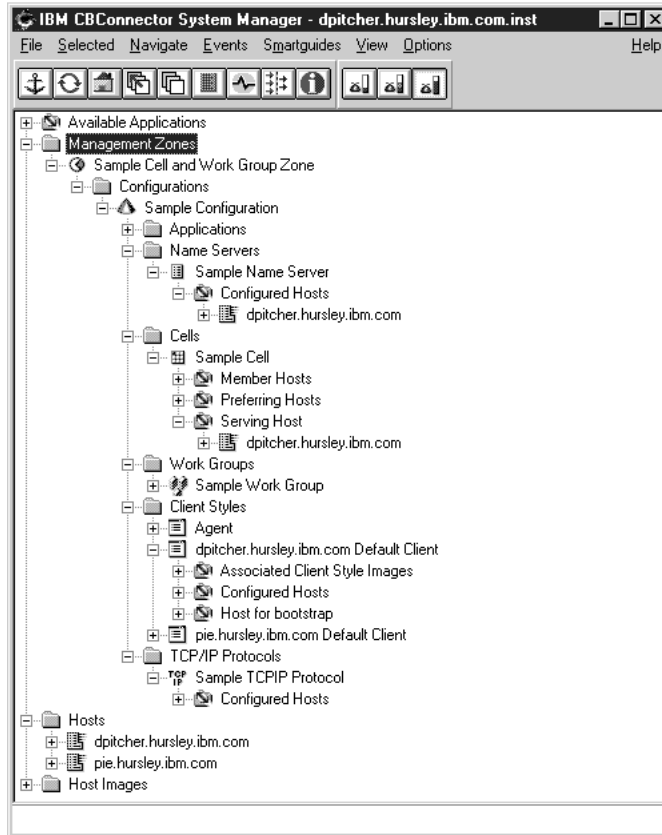 IBM CBConnector System Manager - dpitcher.hursley.ibm.com.inst
File Selected Navigate Events Smartguides View Options Help
Available Applications
Management Zones
Sample Cell and Work Group Zone
Configurations
Sample Configuration
Applications
Name Servers
Sample Name Server
Configured Hosts
dpitcher.hursley.ibm.com
Cells
Sample Cell
Member Hosts
Preferring Hosts
Serving Host
dpitcher.hursley.ibm.com
Work Groups
Sample Work Group
Client Styles
Agent
dpitcher.hursley.ibm.com Default Client
Associated Client Style Images
Configured Hosts
Host for bootstrap
pie.hursley.ibm.com Default Client
TCP/IP Protocols
TCP IP Sample TCPIP Protocol
Configured Hosts
Hosts
dpitcher.hursley.ibm.com
pie.hursley.ibm.com
Host Images